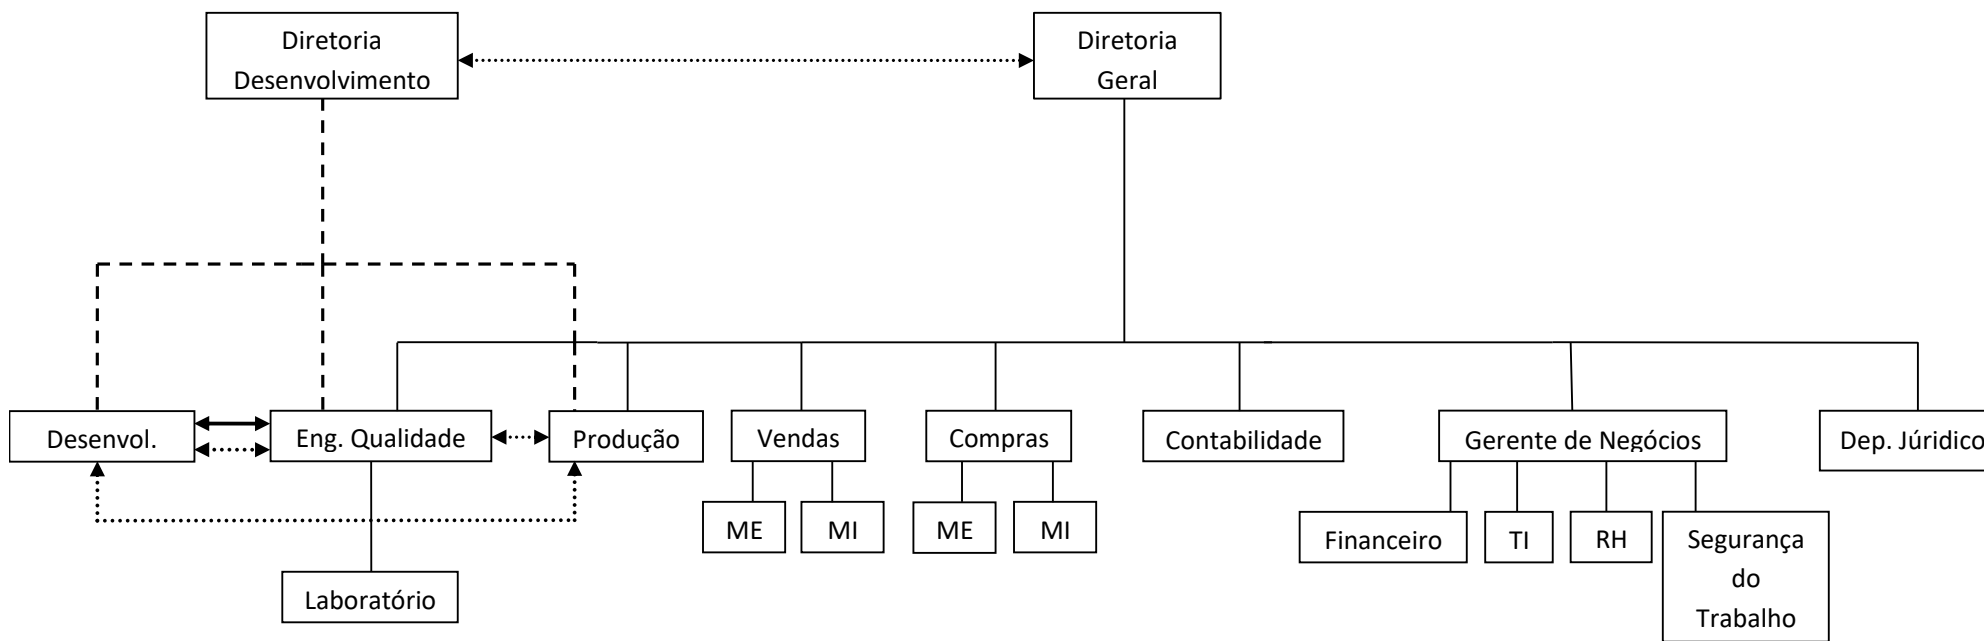 Diretoria
Desenvolvimento
Diretoria
Geral
Desenvol.
Eng. Qualidade
Produção
Vendas
Compras
Contabilidade
Gerente de Negócios
Dep. Júridico
ME
MI
ME
MI
Financeiro
TI
RH
Segurança
do
Trabalho
Laboratório